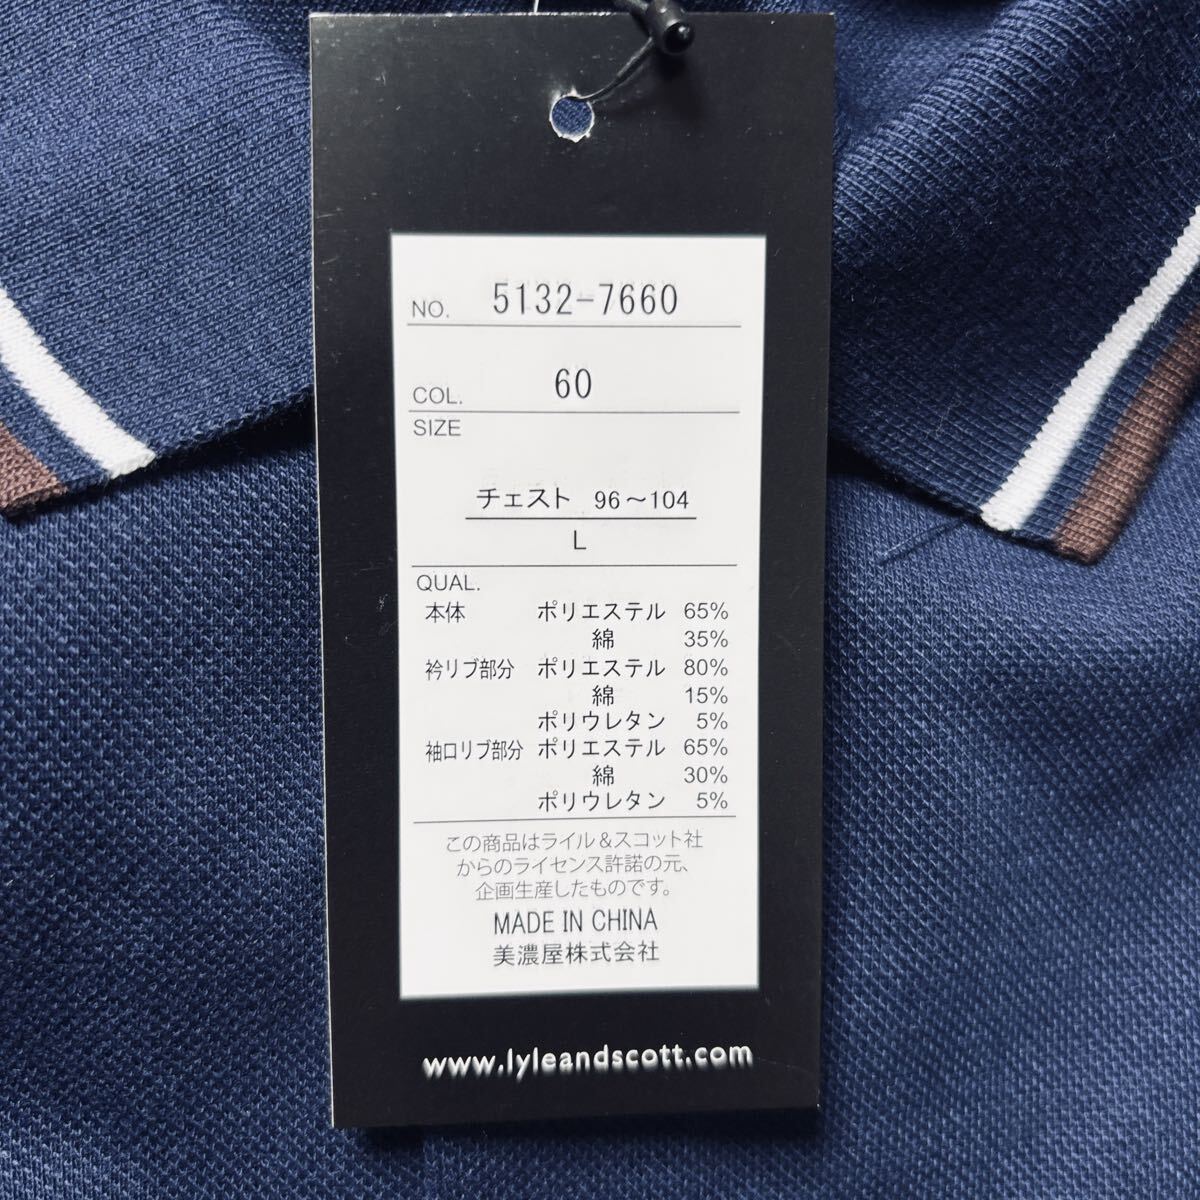 NO. 5132-7660
COL. 60
SIZE
チェスト 96～104
L
QUAL.
本体 ポリエステル 65%
綿 35%
衿リブ部分 ポリエステル 80%
綿 15%
ポリウレタン 5%
袖口リブ部分 ポリエステル 65%
綿 30%
ポリウレタン 5%
この商品はライル&スコット社
からのライセンス許諾の元、
企画生産したものです。
MADE IN CHINA
美濃屋株式会社
www.lyleandscott.com